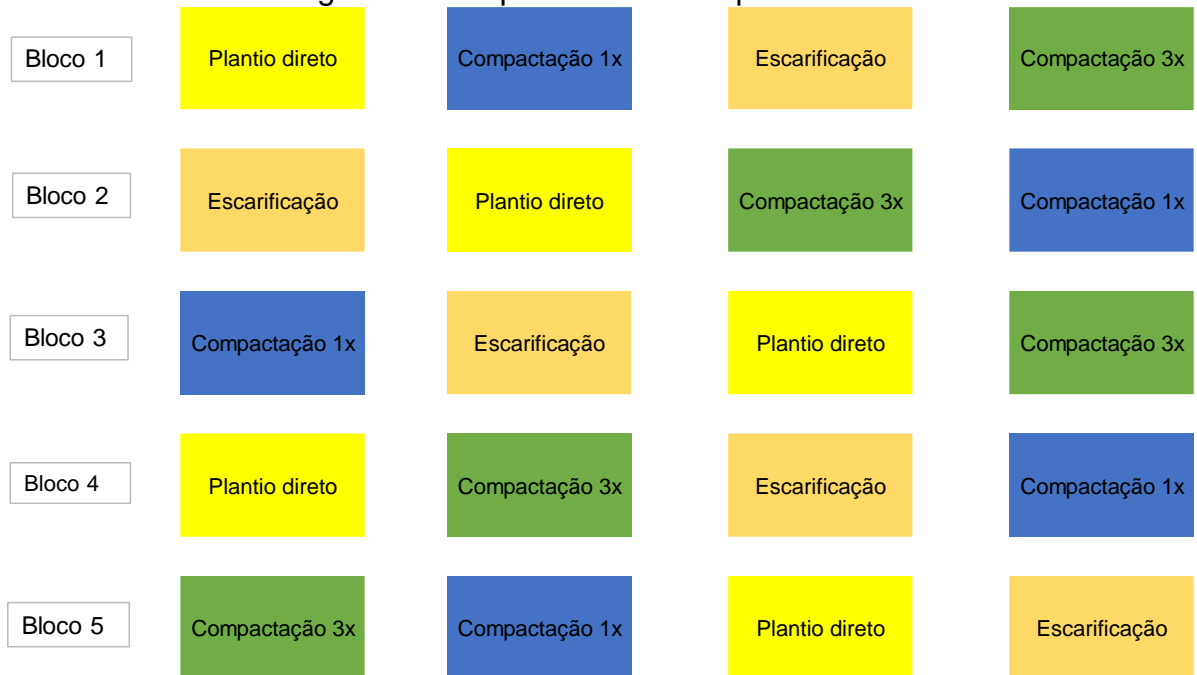 Bloco 1
Plantio direto
Compactação 1x
Escarificação
Compactação 3x
Bloco 2
Escarificação
Plantio direto
Compactação 3x
Compactação 1x
Bloco 3
Compactação 1x
Escarificação
Plantio direto
Compactação 3x
Bloco 4
Plantio direto
Compactação 3x
Escarificação
Compactação 1x
Bloco 5
Compactação 3x
Compactação 1x
Plantio direto
Escarificação